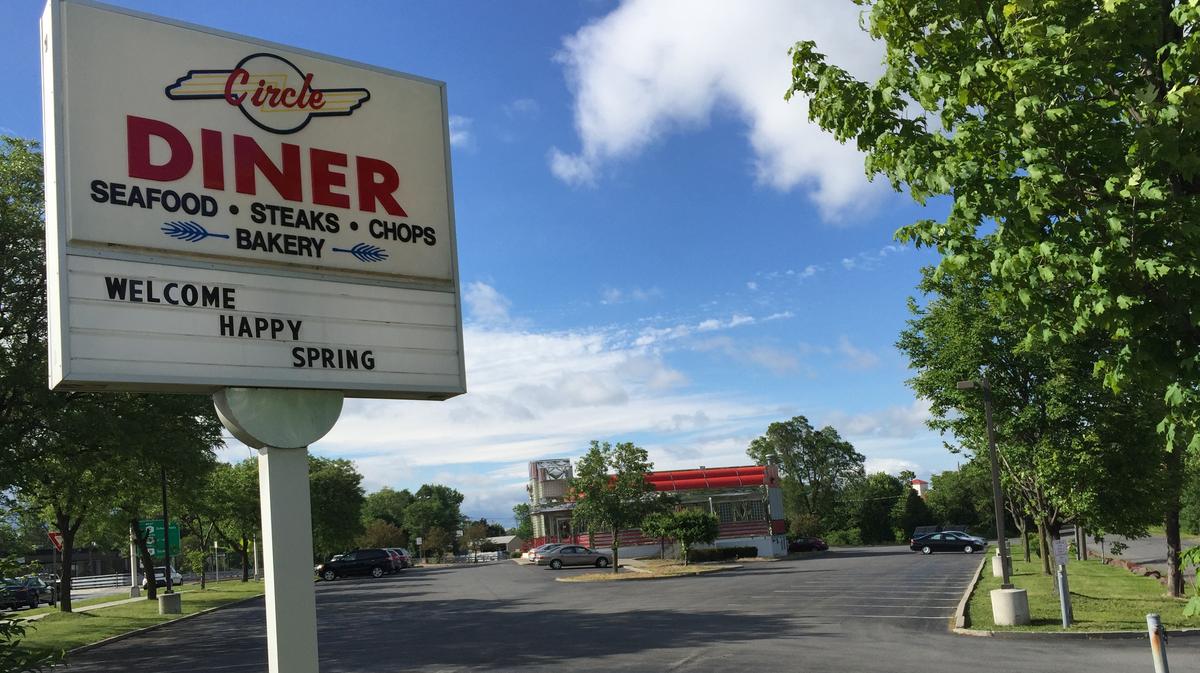 Circle
DINER
SEAFOOD • STEAKS • CHOPS
BAKERY
WELCOME
HAPPY
SPRING